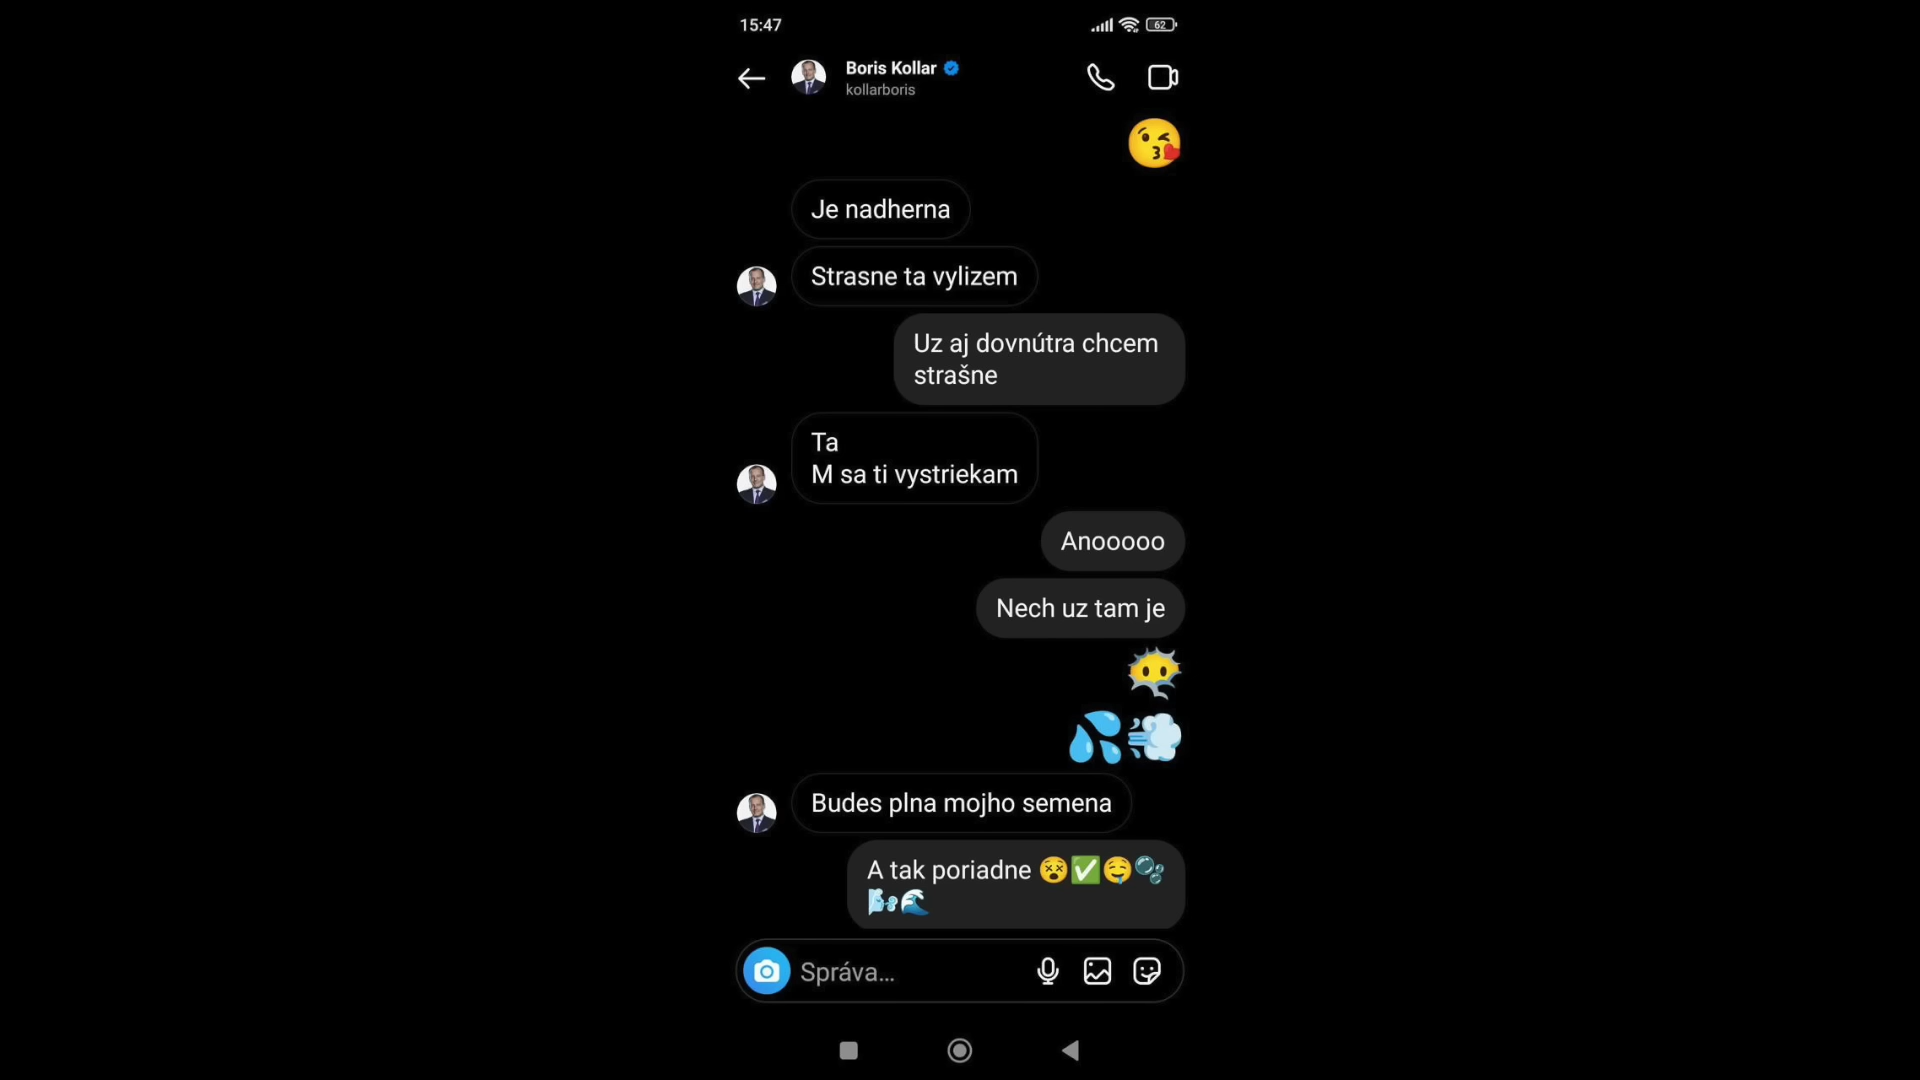 15:47
62
Boris Kollar
kollarboris
Je nadherna
Strasne ta vylizem
Uz aj dovnútra chcem
strašne
Ta
M sa ti vystriekam
Anooooo
Nech uz tam je
Budes plna mojho semena
A tak poriadne 😵✅🤤🫧
🌬️🌊
Správa...